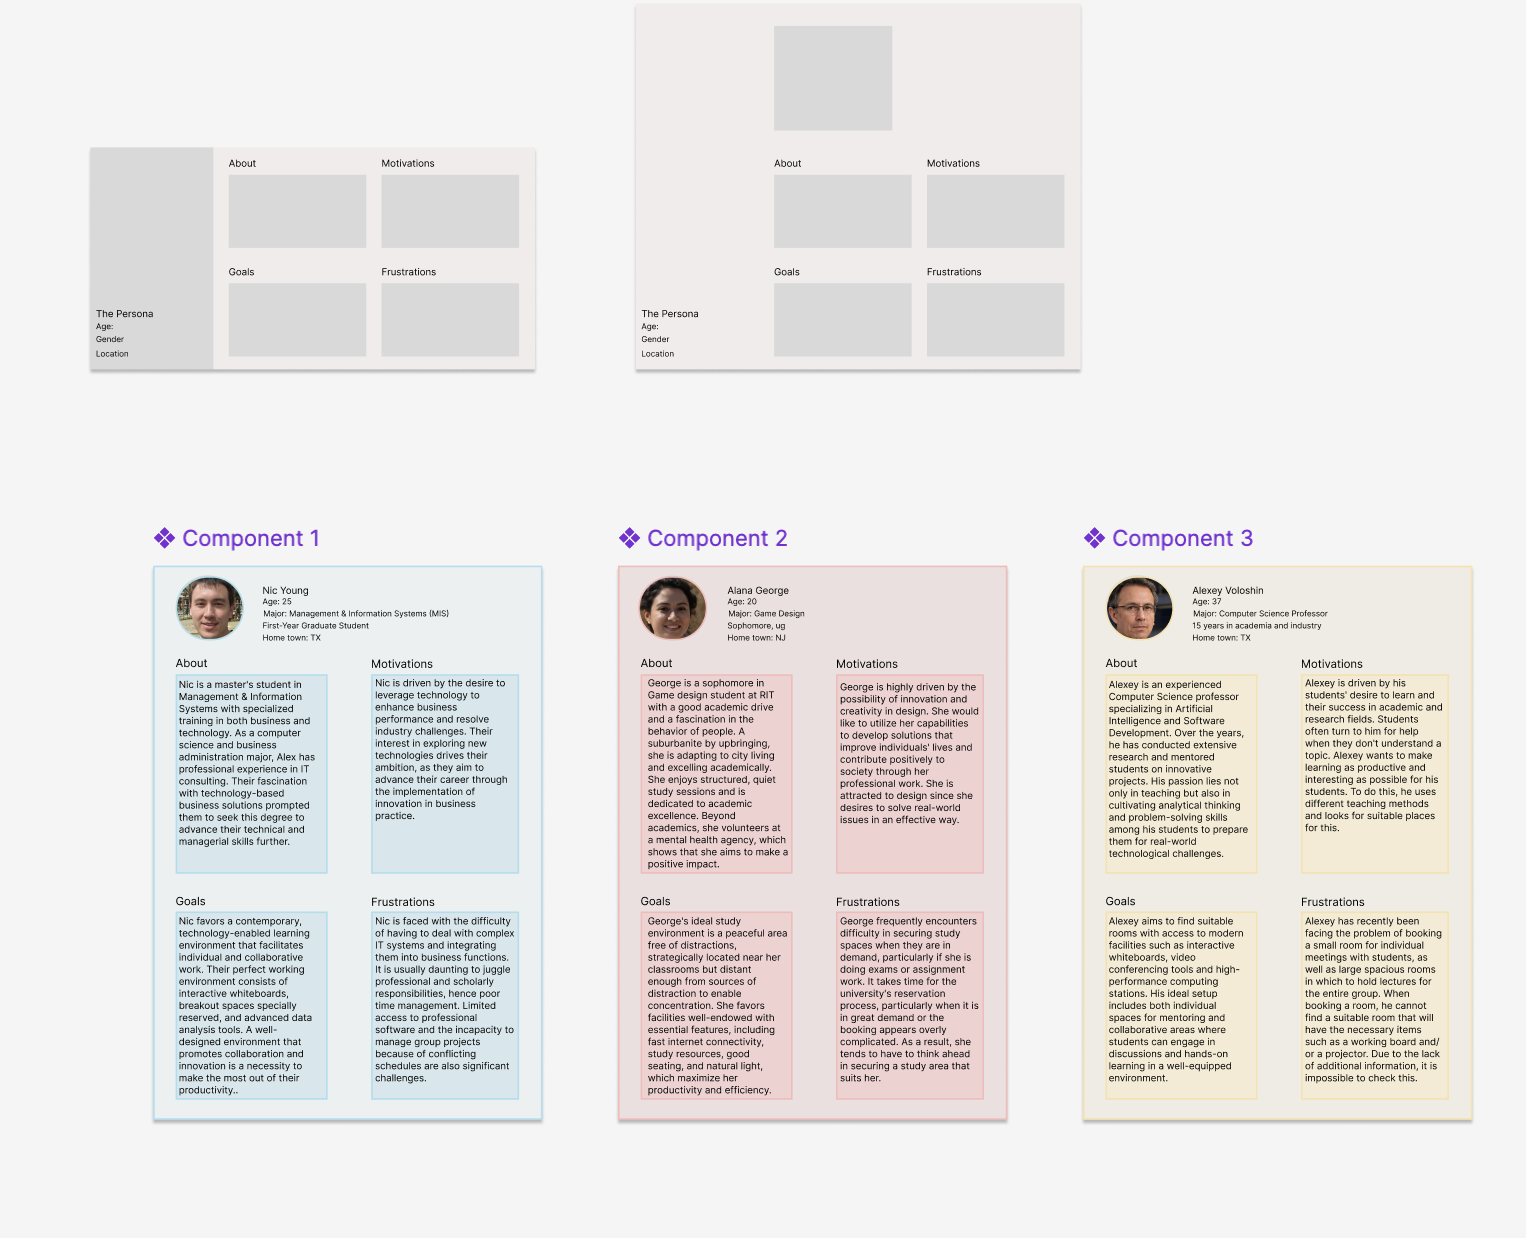 About
Motivations
Goals
Frustrations
The Persona
Age:
Gender
Location
About
Motivations
Goals
Frustrations
The Persona
Age:
Gender
Location
Component 1
Nic Young
Age: 25
Major: Management & Information Systems (MIS)
First-Year Graduate Student
Home town: TX
About
Nic is a master's student in
Management & Information
Systems with specialized
training in both business and
technology. As a computer
science and business
administration major, Alex has
professional experience in IT
consulting. Their fascination
with technology-based
business solutions prompted
them to seek this degree to
advance their technical and
managerial skills further.
Motivations
Nic is driven by the desire to
leverage technology to
enhance business
performance and resolve
industry challenges. Their
interest in exploring new
technologies drives their
ambition, as they aim to
advance their career through
the implementation of
innovation in business
practice.
Goals
Nic favors a contemporary,
technology-enabled learning
environment that facilitates
individual and collaborative
work. Their perfect working
environment consists of
interactive whiteboards,
breakout spaces specially
reserved, and advanced data
analysis tools. A well-
designed environment that
promotes collaboration and
innovation is a necessity to
make the most out of their
productivity..
Frustrations
Nic is faced with the difficulty
of having to deal with complex
IT systems and integrating
them into business functions.
It is usually daunting to juggle
professional and scholarly
responsibilities, hence poor
time management. Limited
access to professional
software and the incapacity to
manage group projects
because of conflicting
schedules are also significant
challenges.
Component 2
Alana George
Age: 20
Major: Game Design
Sophomore, ug
Home town: NJ
About
George is a sophomore in
Game design student at RIT
with a good academic drive
and a fascination in the
behavior of people. A
suburbanite by upbringing,
she is adapting to city living
and excelling academically.
She enjoys structured, quiet
study sessions and is
dedicated to academic
excellence. Beyond
academics, she volunteers at
a mental health agency, which
shows that she aims to make a
positive impact.
Motivations
George is highly driven by the
possibility of innovation and
creativity in design. She would
like to utilize her capabilities
to develop solutions that
improve individuals' lives and
contribute positively to
society through her
professional work. She is
attracted to design since she
desires to solve real-world
issues in an effective way.
Goals
George's ideal study
environment is a peaceful area
free of distractions,
strategically located near her
classrooms but distant
enough from sources of
distraction to enable
concentration. She favors
facilities well-endowed with
essential features, including
fast internet connectivity,
study resources, good
seating, and natural light,
which maximize her
productivity and efficiency.
Frustrations
George frequently encounters
difficulty in securing study
spaces when they are in
demand, particularly if she is
doing exams or assignment
work. It takes time for the
university's reservation
process, particularly when it is
in great demand or the
booking appears overly
complicated. As a result, she
tends to have to think ahead
in securing a study area that
suits her.
Component 3
Alexey Voloshin
Age: 37
Major: Computer Science Professor
15 years in academia and industry
Home town: TX
About
Alexey is an experienced
Computer Science professor
specializing in Artificial
Intelligence and Software
Development. Over the years,
he has conducted extensive
research and mentored
students on innovative
projects. His passion lies not
only in teaching but also in
cultivating analytical thinking
and problem-solving skills
among his students to prepare
them for real-world
technological challenges.
Motivations
Alexey is driven by his
students' desire to learn and
their success in academic and
research fields. Students
often turn to him for help
when they don't understand a
topic. Alexey wants to make
learning as productive and
interesting as possible for his
students. To do this, he uses
different teaching methods
and looks for suitable places
for this.
Goals
Alexey aims to find suitable
rooms with access to modern
facilities such as interactive
whiteboards, video
conferencing tools and high-
performance computing
stations. His ideal setup
includes both individual
spaces for mentoring and
collaborative areas where
students can engage in
discussions and hands-on
learning in a well-equipped
environment.
Frustrations
Alexey has recently been
facing the problem of booking
a small room for individual
meetings with students, as
well as large spacious rooms
in which to hold lectures for
the entire group. When
booking a room, he cannot
find a suitable room that will
have the necessary items
such as a working board and/
or a projector. Due to the lack
of additional information, it is
impossible to check this.